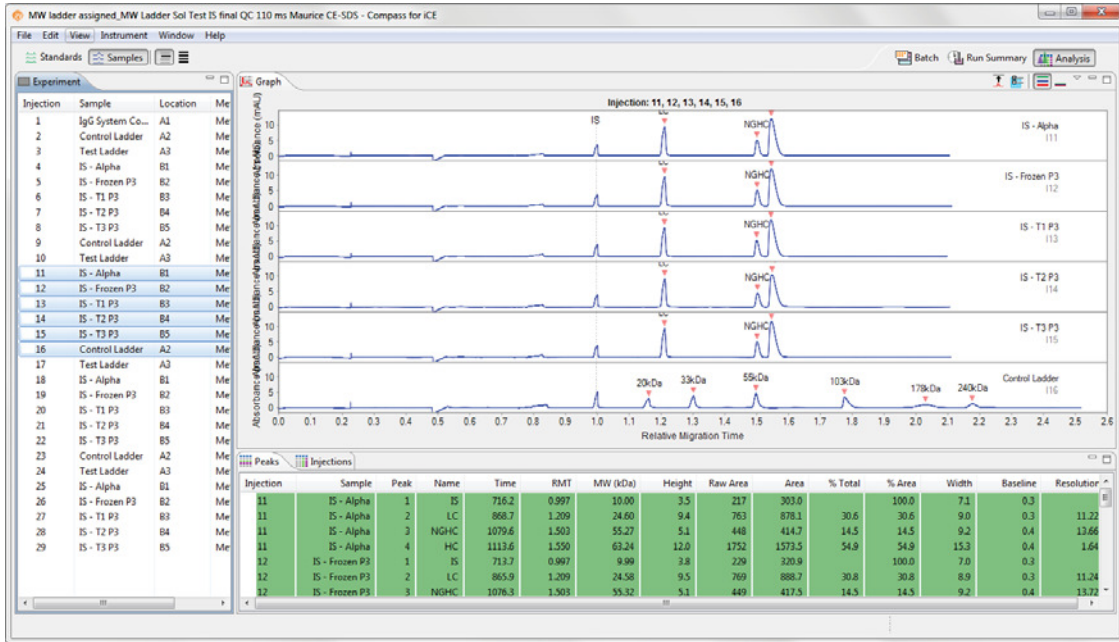 MW ladder assigned_MW Ladder Sol Test IS final QC 110 ms Maurice CE-SDS - Compass for iCE
File Edit View Instrument Window Help
Standards Samples Batch Run Summary Analysis
Experiment
Injection Sample Location Me
1 IgG System Co... A1 Me
2 Control Ladder A2 Me
3 Test Ladder A3 Me
4 IS - Alpha B1 Me
5 IS - Frozen P3 B2 Me
6 IS - T1 P3 B3 Me
7 IS - T2 P3 B4 Me
8 IS - T3 P3 B5 Me
9 Control Ladder A2 Me
10 Test Ladder A3 Me
11 IS - Alpha B1 Me
12 IS - Frozen P3 B2 Me
13 IS - T1 P3 B3 Me
14 IS - T2 P3 B4 Me
15 IS - T3 P3 B5 Me
16 Control Ladder A2 Me
17 Test Ladder A3 Me
18 IS - Alpha B1 Me
19 IS - Frozen P3 B2 Me
20 IS - T1 P3 B3 Me
21 IS - T2 P3 B4 Me
22 IS - T3 P3 B5 Me
23 Control Ladder A2 Me
24 Test Ladder A3 Me
25 IS - Alpha B1 Me
26 IS - Frozen P3 B2 Me
27 IS - T1 P3 B3 Me
28 IS - T2 P3 B4 Me
29 IS - T3 P3 B5 Me
Graph
Injection: 11, 12, 13, 14, 15, 16
IS
NGHC
IS - Alpha
I11
10
5
0
NGHC
IS - Frozen P3
I12
10
5
0
NGHC
IS - T1 P3
I13
10
5
0
NGHC
IS - T2 P3
I14
10
5
0
NGHC
IS - T3 P3
I15
10
5
0
20kDa 33kDa 55kDa 103kDa 178kDa 240kDa
Control Ladder
I16
10
5
0
0.0 0.1 0.2 0.3 0.4 0.5 0.6 0.7 0.8 0.9 1.0 1.1 1.2 1.3 1.4 1.5 1.6 1.7 1.8 1.9 2.0 2.1 2.2 2.3 2.4 2.5 2.6
Relative Migration Time
Peaks Injections
Injection Sample Peak Name Time RMT MW (kDa) Height Raw Area Area % Total % Area Width Baseline Resolution
11 IS - Alpha 1 IS 716.2 0.997 10.00 3.5 217 303.0 100.0 7.1 0.3
11 IS - Alpha 2 LC 868.7 1.209 24.60 9.4 763 878.1 30.6 30.6 9.0 0.3 11.22
11 IS - Alpha 3 NGHC 1079.6 1.503 55.27 5.1 448 414.7 14.5 14.5 9.2 0.4 13.66
11 IS - Alpha 4 HC 1113.6 1.550 63.24 12.0 1752 1573.5 54.9 54.9 15.3 0.4 1.64
12 IS - Frozen P3 1 IS 713.7 0.997 9.99 3.8 229 320.9 100.0 7.0 0.3
12 IS - Frozen P3 2 LC 865.9 1.209 24.58 9.5 769 888.7 30.8 30.8 8.9 0.3 11.24
12 IS - Frozen P3 3 NGHC 1076.3 1.503 55.32 5.1 449 417.5 14.5 14.5 9.2 0.4 13.72